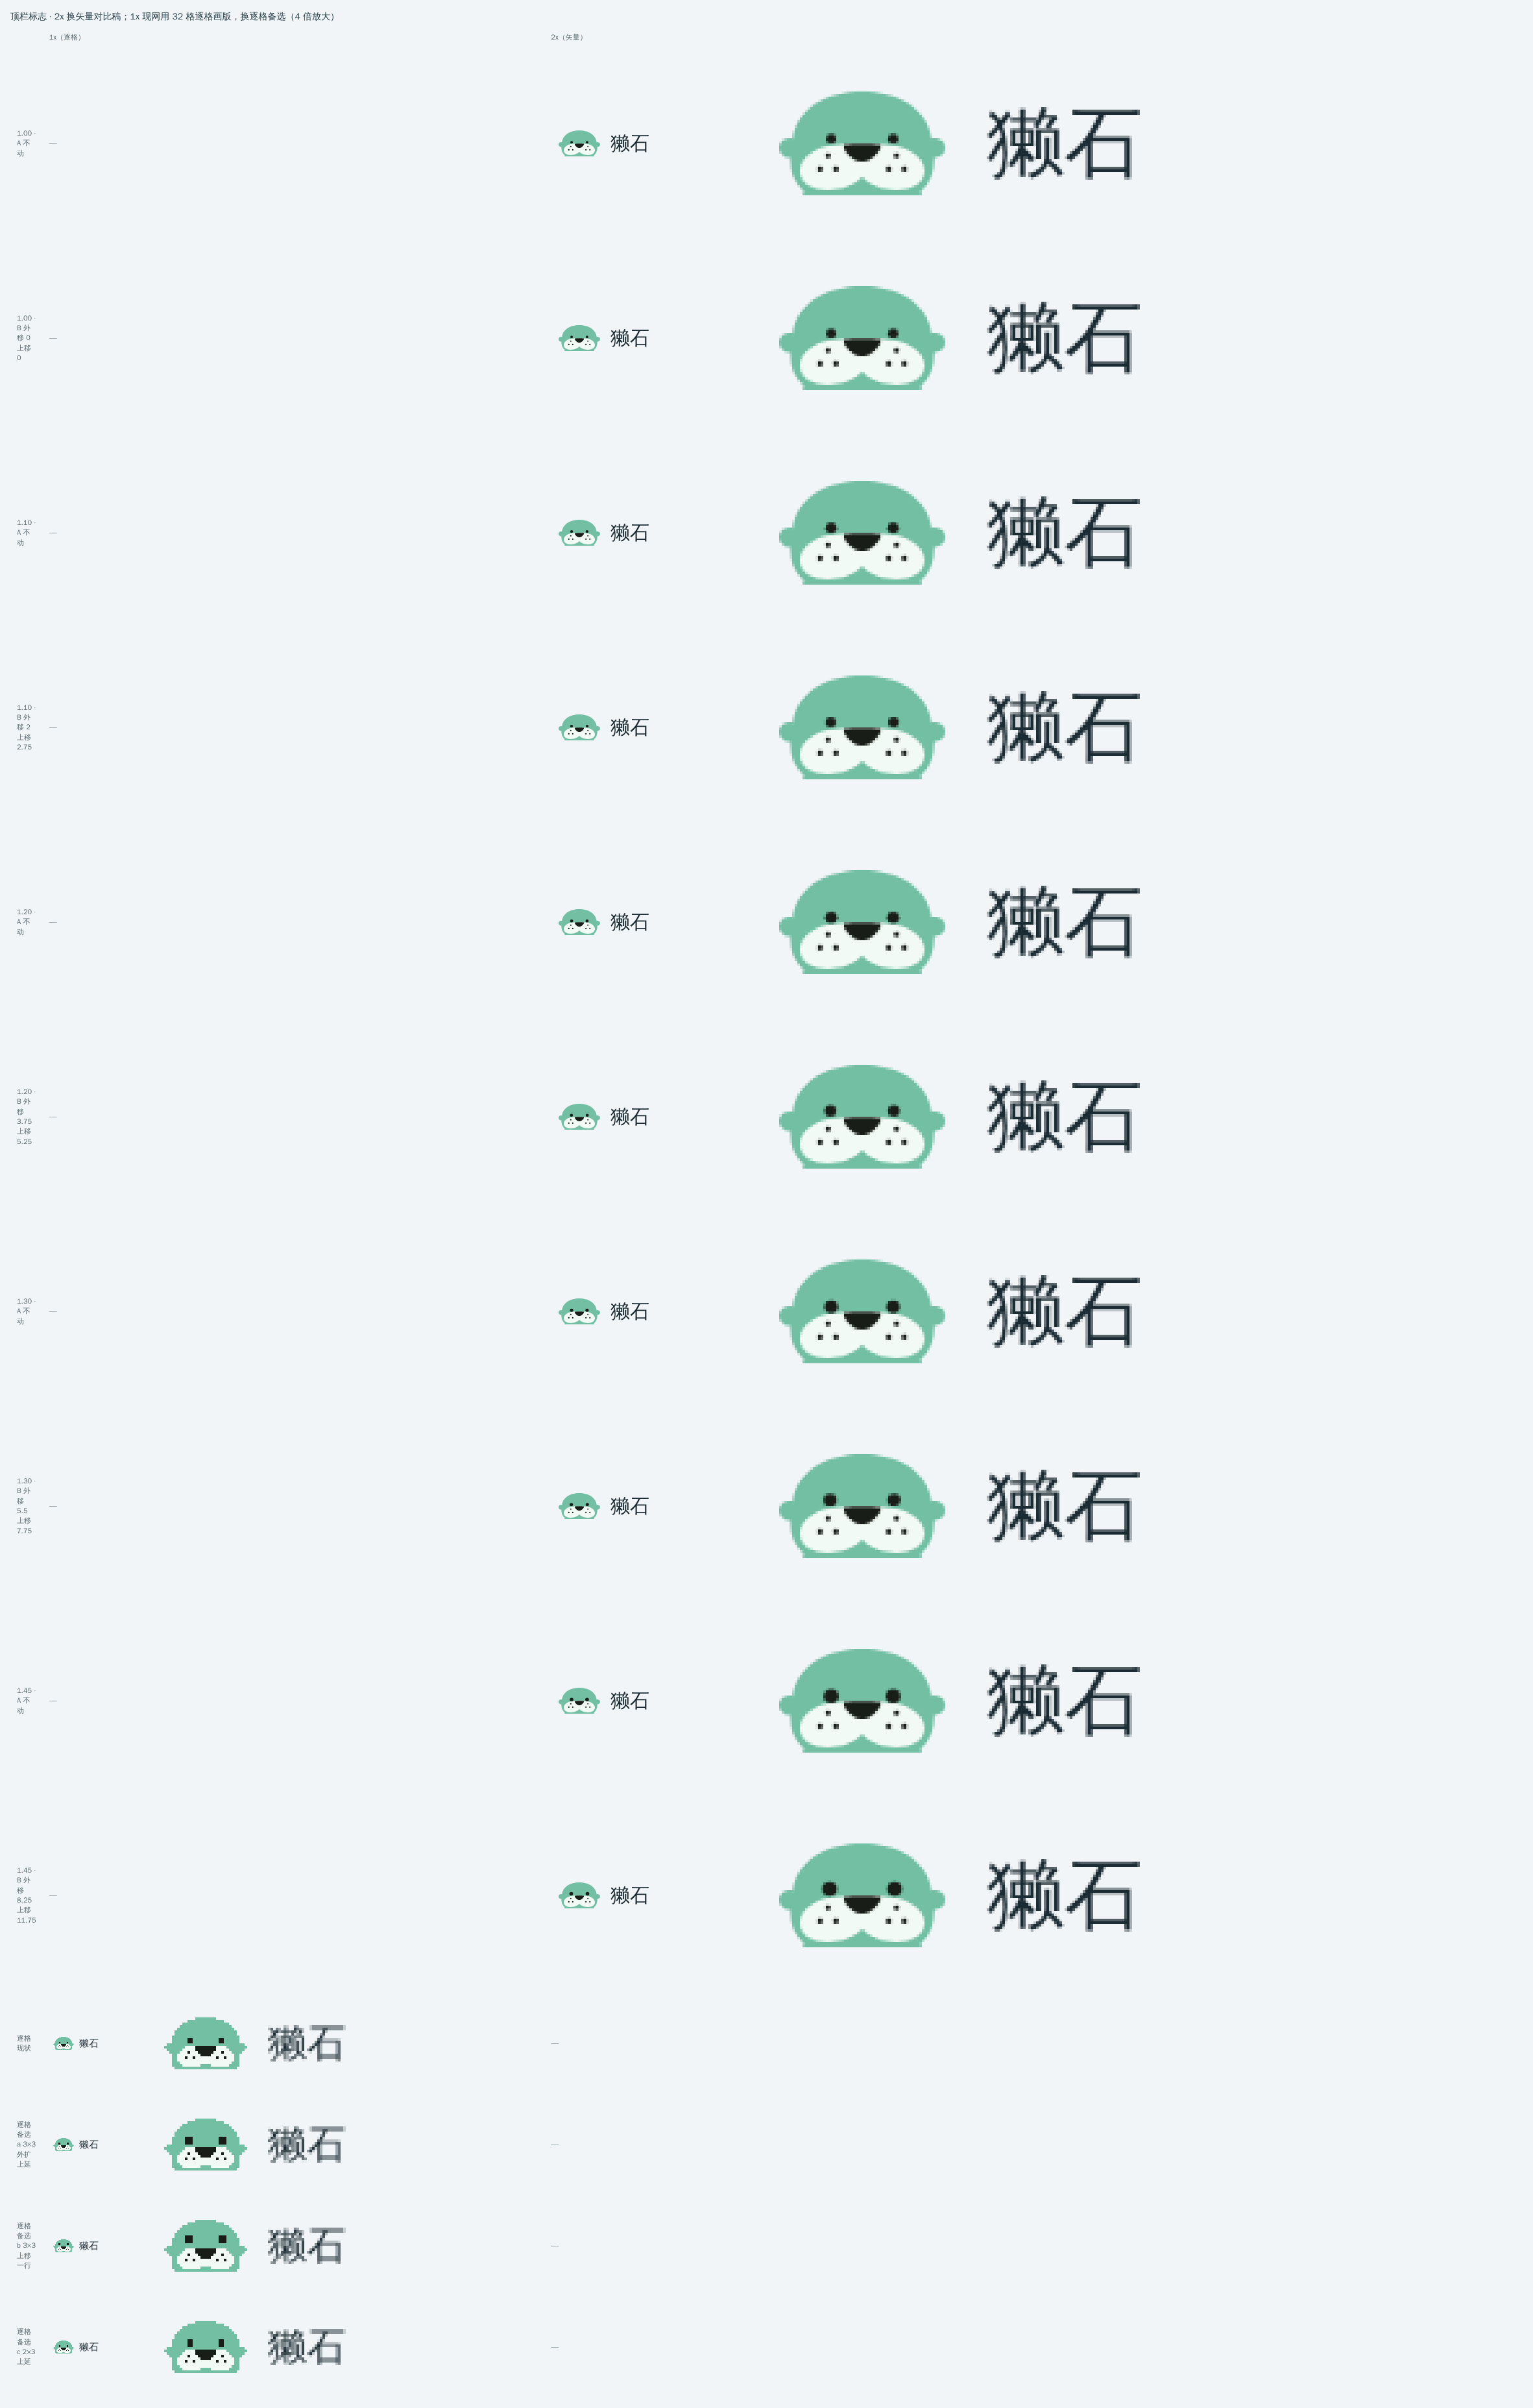 顶栏标志 · 2x 换矢量对比稿；1x 现网用 32 格逐格画版，换逐格备选（4 倍放大）
1x（逐格）
2x（矢量）
1.00 ·
A 不
动
—
獭石
獭石
1.00 ·
B 外
移 0
上移
0
—
獭石
獭石
1.10 ·
A 不
动
—
獭石
獭石
1.10 ·
B 外
移 2
上移
2.75
—
獭石
獭石
1.20 ·
A 不
动
—
獭石
獭石
1.20 ·
B 外
移
3.75
上移
5.25
—
獭石
獭石
1.30 ·
A 不
动
—
獭石
獭石
1.30 ·
B 外
移
5.5
上移
7.75
—
獭石
獭石
1.45 ·
A 不
动
—
獭石
獭石
1.45 ·
B 外
移
8.25
上移
11.75
—
獭石
獭石
逐格
现状
獭石
獭石
—
逐格
备选
a 3×3
外扩
上延
獭石
獭石
—
逐格
备选
b 3×3
上移
一行
獭石
獭石
—
逐格
备选
c 2×3
上延
獭石
獭石
—